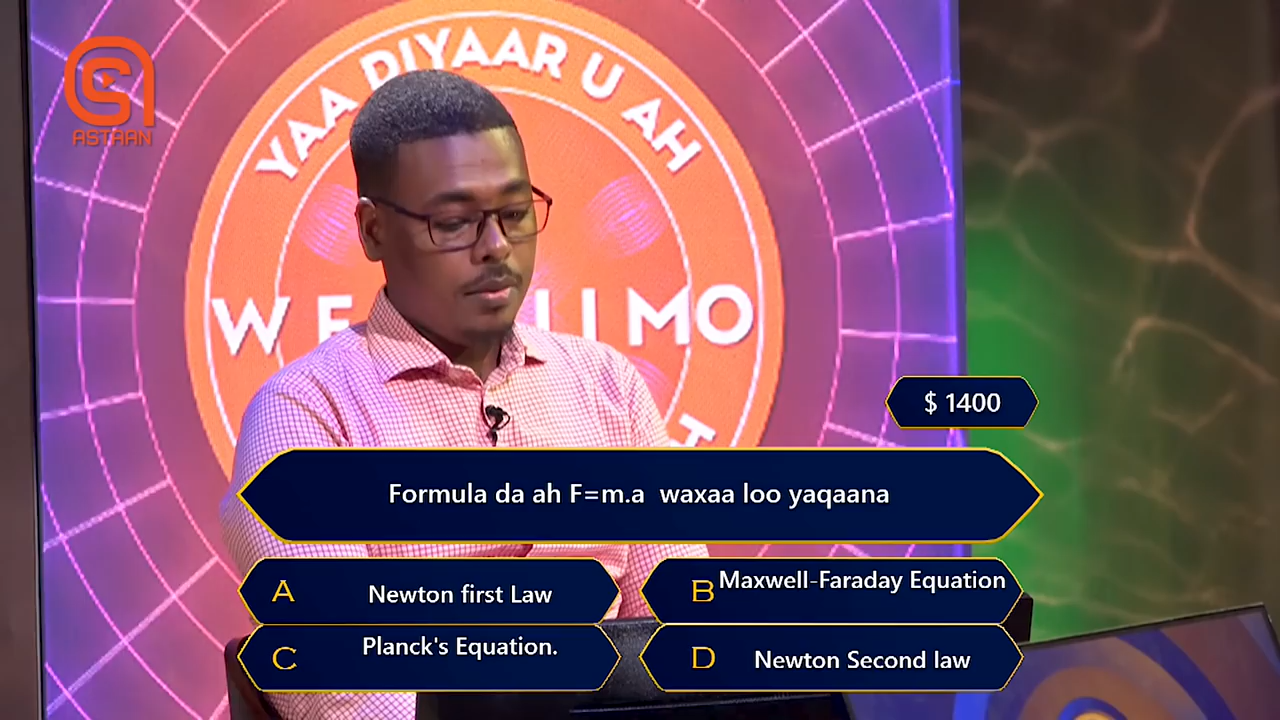 ASTAAN
YAA DIYAAR U AH
$ 1400
Formula da ah F=m.a waxaa loo yaqaana
A Newton first Law
B Maxwell-Faraday Equation
C Planck's Equation.
D Newton Second law